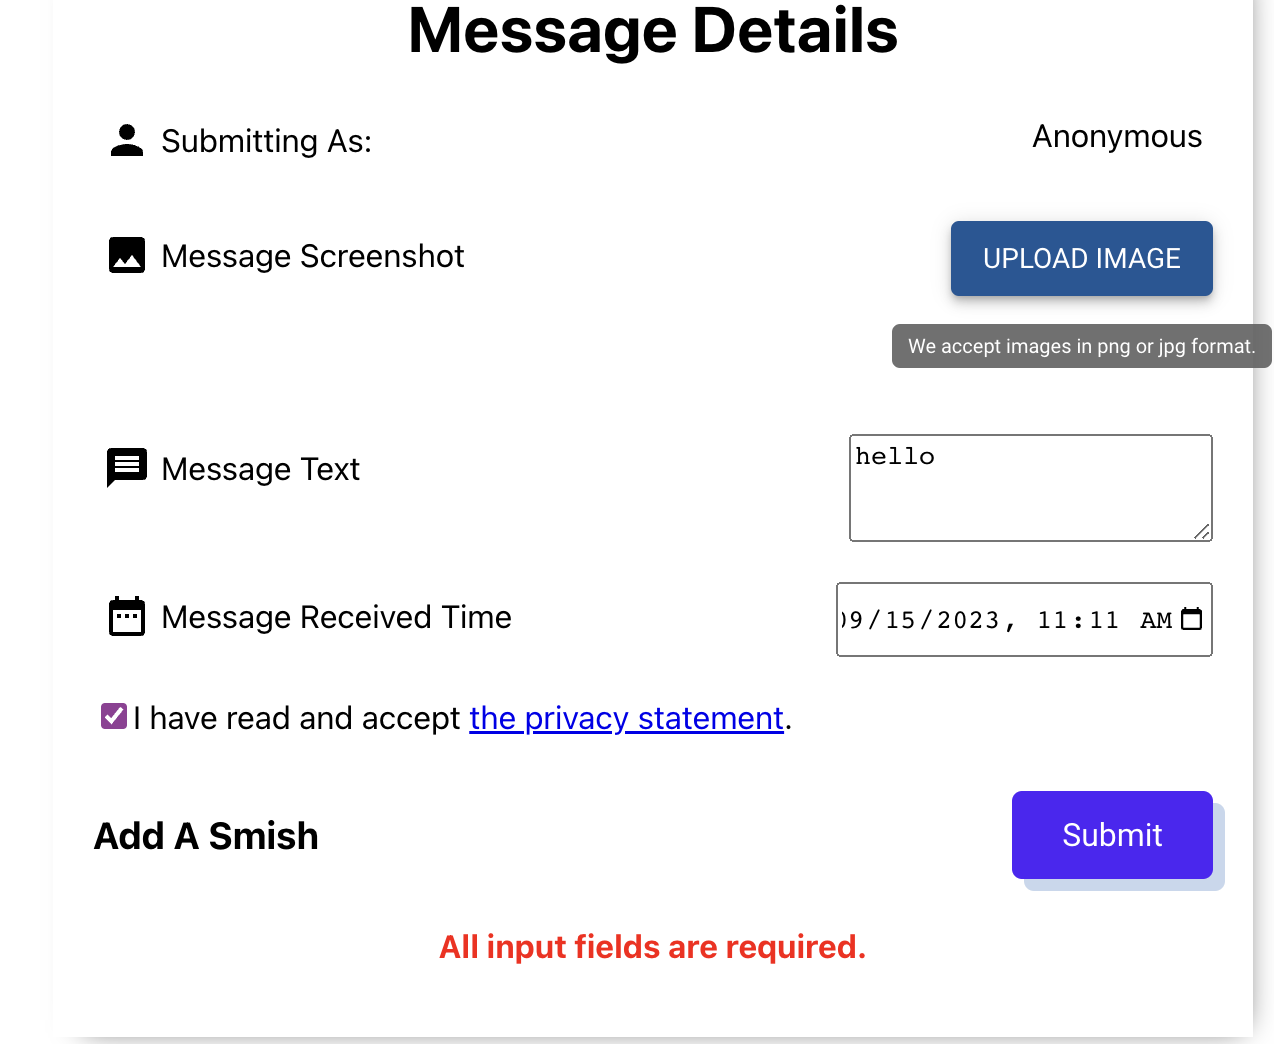 Message Details
Submitting As:
Anonymous
Message Screenshot
UPLOAD IMAGE
We accept images in png or jpg format.
Message Text
hello
Message Received Time
09/15/2023, 11:11 AM
I have read and accept the privacy statement.
Add A Smish
Submit
All input fields are required.